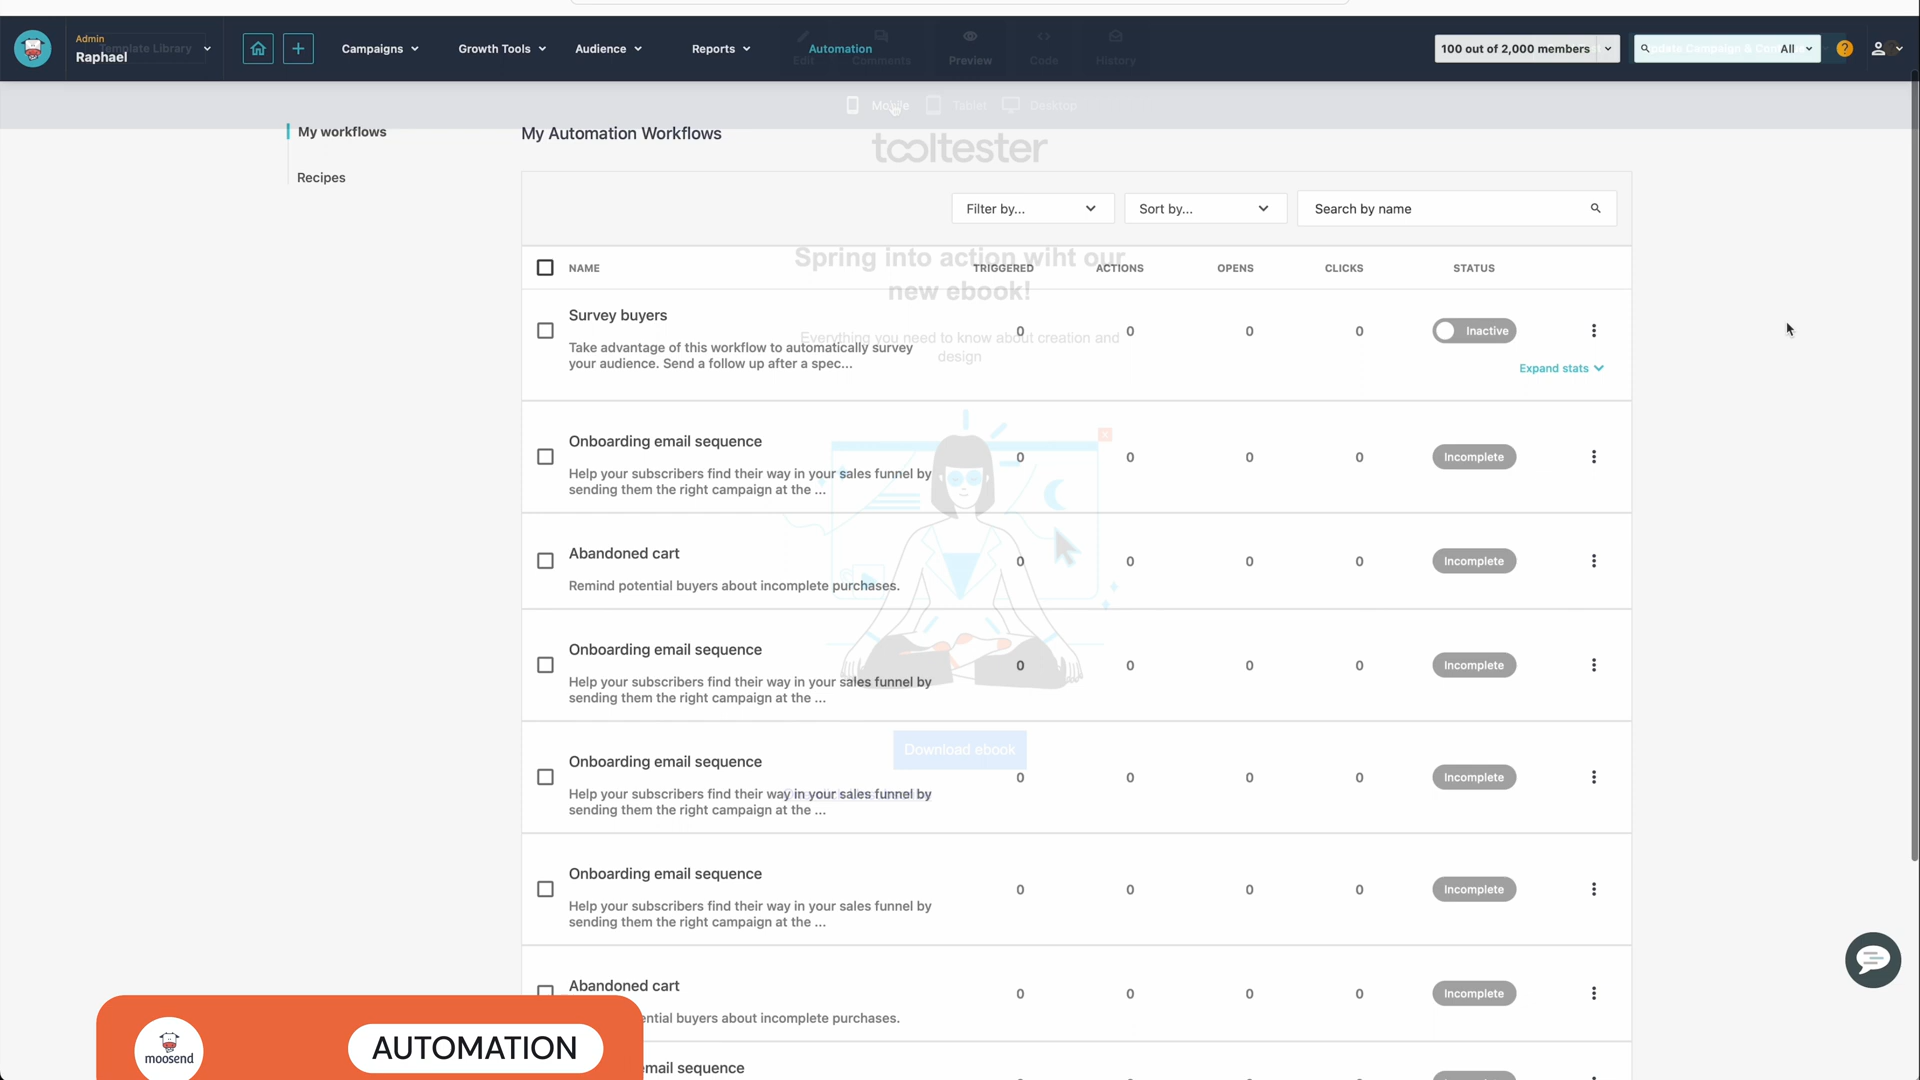 Admin
Template Library
Raphael
Campaigns
Growth Tools
Audience
Reports
Automation
Edit
Comments
Preview
Code
History
100 out of 2,000 members
All
?
Mobile
Tablet
Desktop
My workflows
Recipes
My Automation Workflows
tooltester
Filter by...
Sort by...
Search by name
Spring into action wiht our
new ebook!
Everything you need to know about creation and
design
NAME
TRIGGERED
ACTIONS
OPENS
CLICKS
STATUS
Survey buyers
Take advantage of this workflow to automatically survey
your audience. Send a follow up after a spec...
0
0
0
0
Inactive
Expand stats
Onboarding email sequence
Help your subscribers find their way in your sales funnel by
sending them the right campaign at the ...
0
0
0
0
Incomplete
Abandoned cart
Remind potential buyers about incomplete purchases.
0
0
0
0
Incomplete
Onboarding email sequence
Help your subscribers find their way in your sales funnel by
sending them the right campaign at the ...
0
0
0
0
Incomplete
Download ebook
Onboarding email sequence
Help your subscribers find their way in your sales funnel by
sending them the right campaign at the ...
0
0
0
0
Incomplete
Onboarding email sequence
Help your subscribers find their way in your sales funnel by
sending them the right campaign at the ...
0
0
0
0
Incomplete
Abandoned cart
ential buyers about incomplete purchases.
0
0
0
0
Incomplete
mail sequence
moosend
AUTOMATION